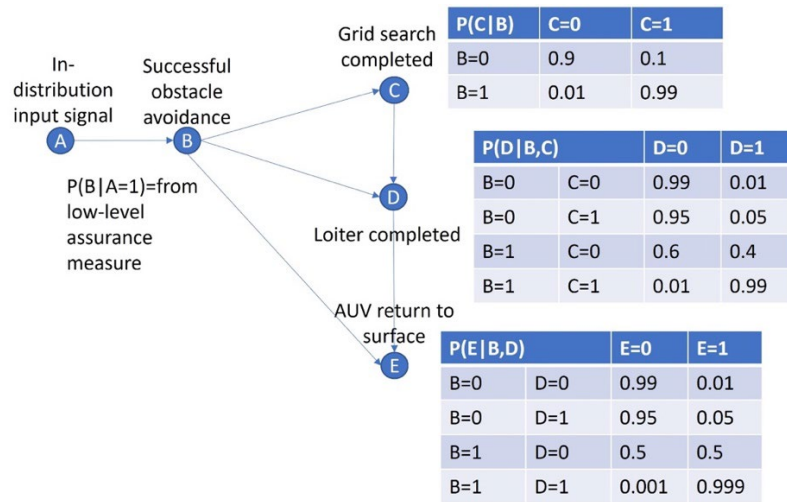 In-
distribution
input signal
A
Successful
obstacle
avoidance
B
P(B|A=1)=from
low-level
assurance
measure
Grid search
completed
C
D
Loiter completed
AUV return to
surface
E
P(C|B) C=0 C=1
B=0 0.9 0.1
B=1 0.01 0.99
P(D|B,C) D=0 D=1
B=0 C=0 0.99 0.01
B=0 C=1 0.95 0.05
B=1 C=0 0.6 0.4
B=1 C=1 0.01 0.99
P(E|B,D) E=0 E=1
B=0 D=0 0.99 0.01
B=0 D=1 0.95 0.05
B=1 D=0 0.5 0.5
B=1 D=1 0.001 0.999